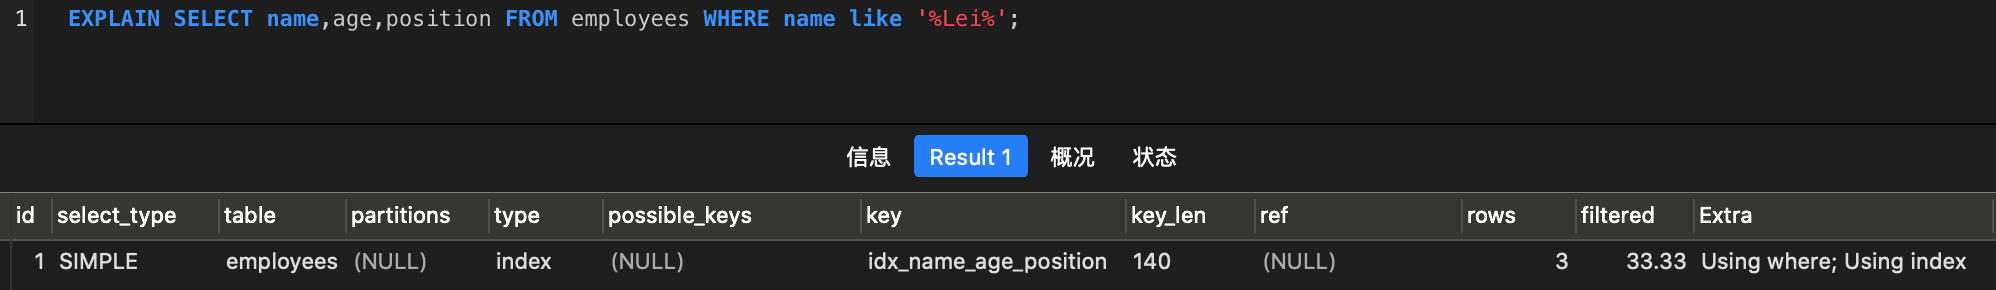 1 EXPLAIN SELECT name,age,position FROM employees WHERE name like '%Lei%';
信息 Result 1 概况 状态
id select_type table partitions type possible_keys key key_len ref rows filtered Extra
1 SIMPLE employees (NULL) index (NULL) idx_name_age_position 140 (NULL) 3 33.33 Using where; Using index